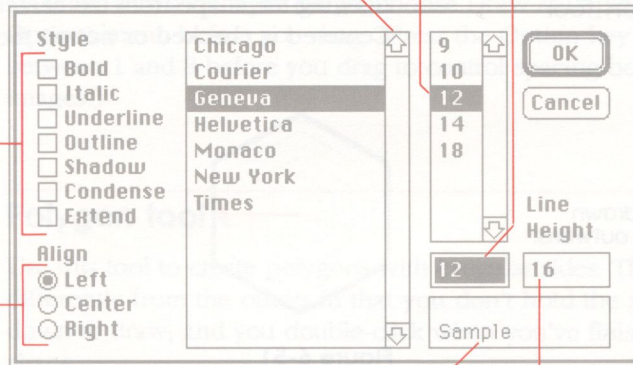 Style
Bold
Italic
Underline
Outline
Shadow
Condense
Extend
Align
Left
Center
Right
Chicago
Courier
Geneva
Helvetica
Monaco
New York
Times
9
10
12
14
18
12
Sample
OK
Cancel
Line
Height
16